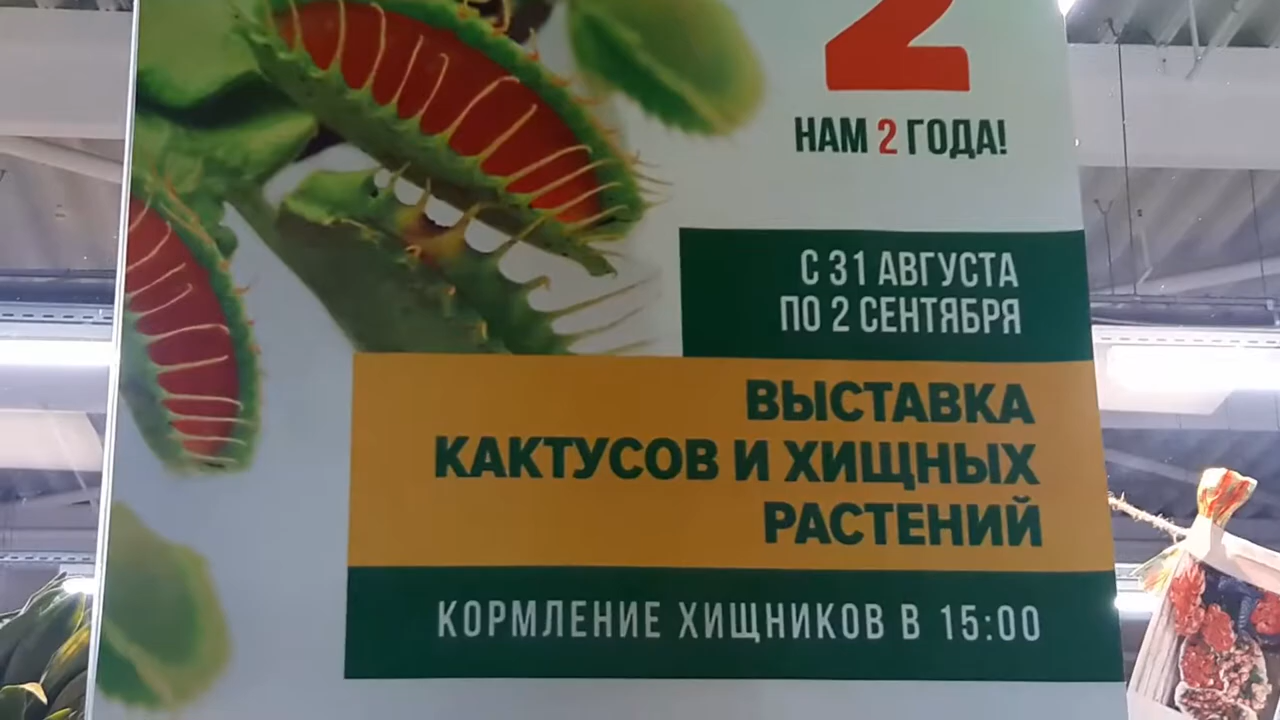 2
НАМ 2 ГОДА!
С 31 АВГУСТА
ПО 2 СЕНТЯБРЯ
ВЫСТАВКА
КАКТУСОВ И ХИЩНЫХ
РАСТЕНИЙ
КОРМЛЕНИЕ ХИЩНИКОВ В 15:00